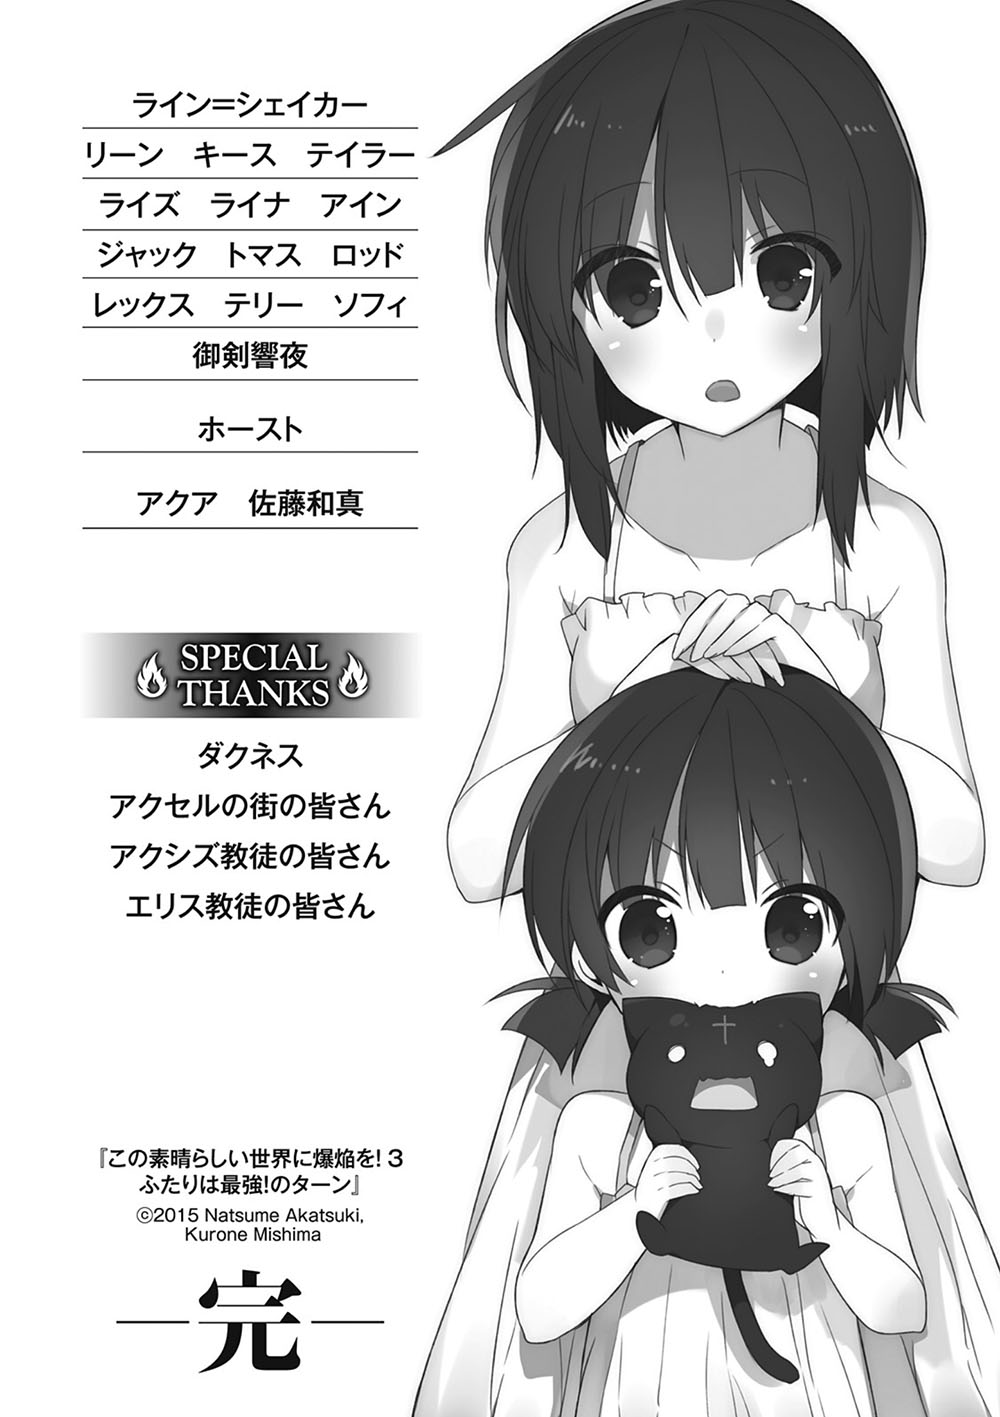 ライン=シェイカー
リーン　キース　テイラー
ライズ　ライナ　アイン
ジャック　トマス　ロッド
レックス　テリー　ソフィ
御剣響夜
ホースト
アクア　佐藤和真
SPECIAL
THANKS
ダクネス
アクセルの街の皆さん
アクシズ教徒の皆さん
エリス教徒の皆さん
『この素晴らしい世界に爆焔を! 3
ふたりは最強!のターン』
©2015 Natsume Akatsuki,
Kurone Mishima
完